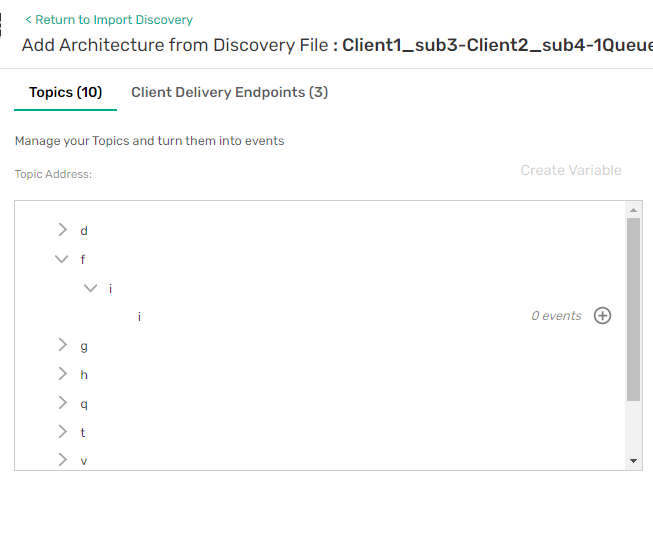 < Return to Import Discovery
Add Architecture from Discovery File : Client1_sub3-Client2_sub4-1Queue
Topics (10) Client Delivery Endpoints (3)
Manage your Topics and turn them into events
Create Variable
Topic Address:
d
f
i
i 0 events
g
h
q
t
v